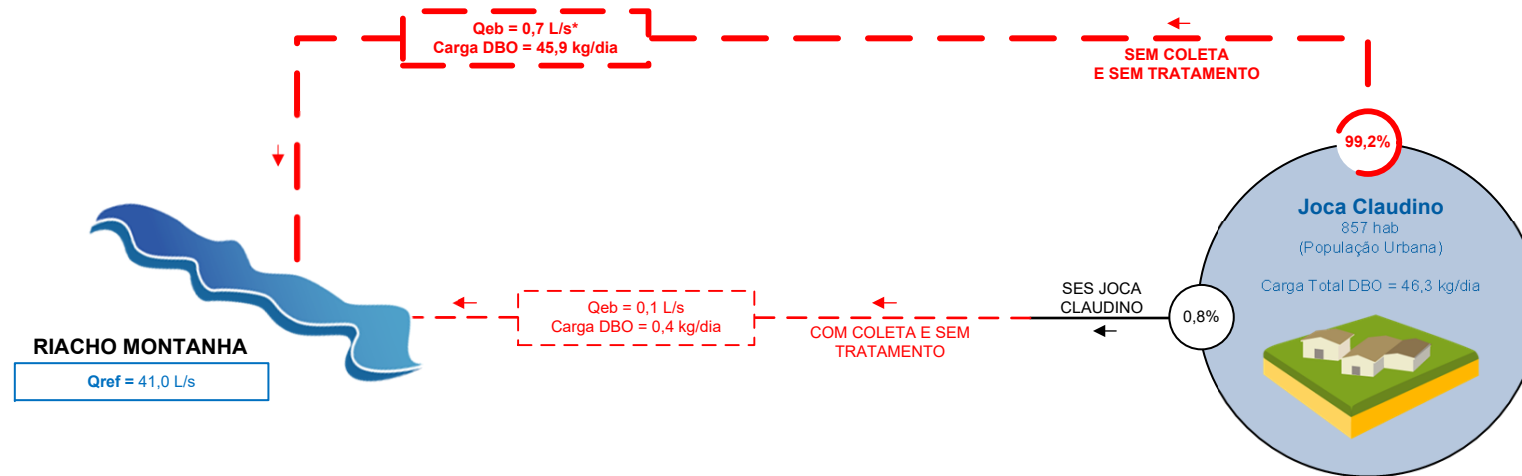 Qeb = 0,7 L/s*
Carga DBO = 45,9 kg/dia
SEM COLETA
E SEM TRATAMENTO
99,2%
Joca Claudino
857 hab
(População Urbana)
Carga Total DBO = 46,3 kg/dia
SES JOCA
CLAUDINO
0,8%
Qeb = 0,1 L/s
Carga DBO = 0,4 kg/dia
COM COLETA E SEM
TRATAMENTO
RIACHO MONTANHA
Qref = 41,0 L/s